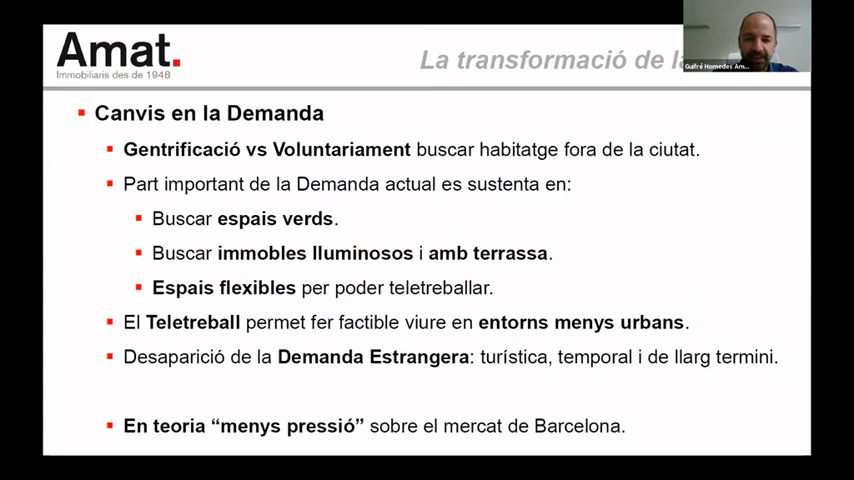 Amat.
Immobiliaris des de 1948
La transformació de la
Guifré Homedes Am...
Canvis en la Demanda
Gentrificació vs Voluntariament buscar habitatge fora de la ciutat.
Part important de la Demanda actual es sustenta en:
Buscar espais verds.
Buscar immobles lluminosos i amb terrassa.
Espais flexibles per poder teletreballar.
El Teletreball permet fer factible viure en entorns menys urbans.
Desaparició de la Demanda Estrangera: turística, temporal i de llarg termini.
En teoria “menys pressió” sobre el mercat de Barcelona.